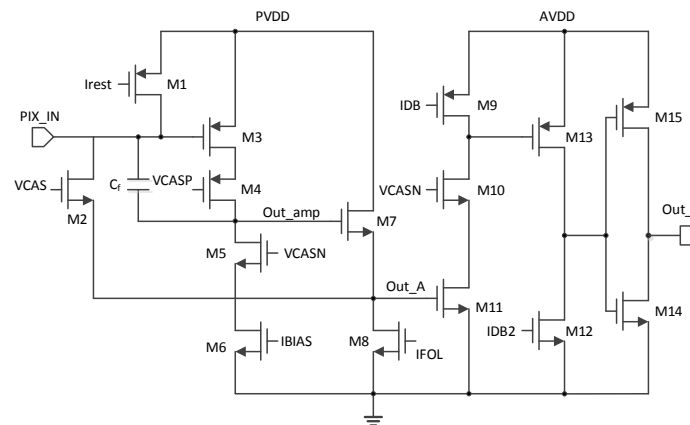 PVDD
AVDD
Irest
M1
IDB
M9
M15
PIX_IN
M3
M13
VCAS
Cf
VCASP
M4
VCASN
M10
M2
Out_amp
M7
Out_
M5
VCASN
Out_A
M11
M14
M6
IBIAS
M8
IFOL
IDB2
M12